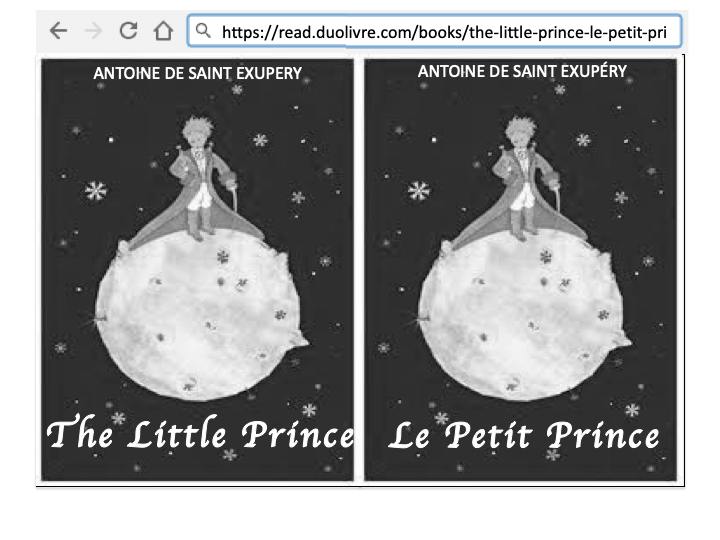 https://read.duolivre.com/books/the-little-prince-le-petit-pri
ANTOINE DE SAINT EXUPERY
The Little Prince
ANTOINE DE SAINT EXUPÉRY
Le Petit Prince